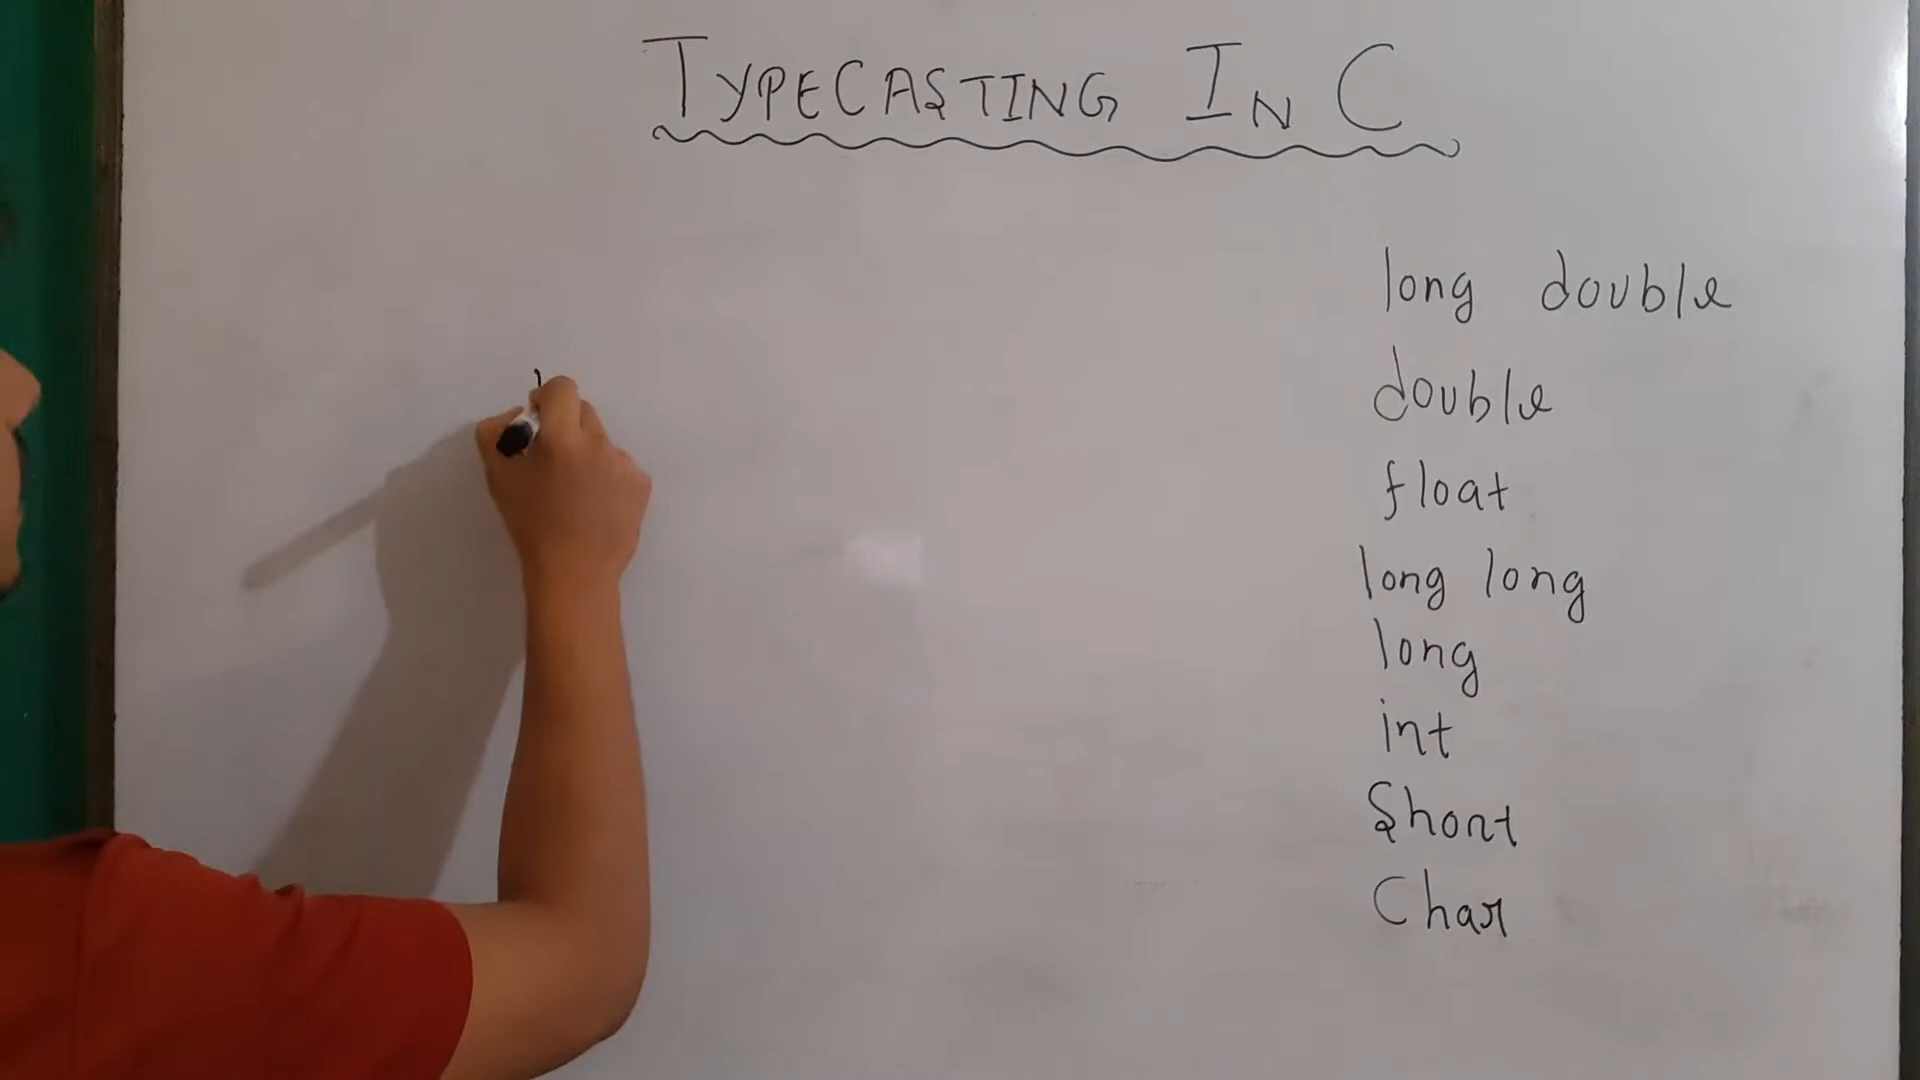 TYPECASTING IN C
long double
double
float
long long
long
int
Short
Char